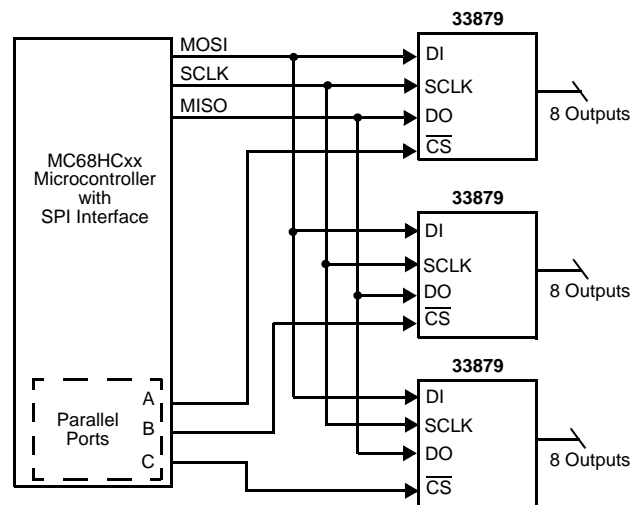 33879
MOSI
SCLK
MISO
DI
SCLK
DO
CS
8 Outputs
MC68HCxx
Microcontroller
with
SPI Interface
33879
DI
SCLK
DO
CS
8 Outputs
33879
DI
SCLK
DO
CS
8 Outputs
Parallel
Ports
A
B
C